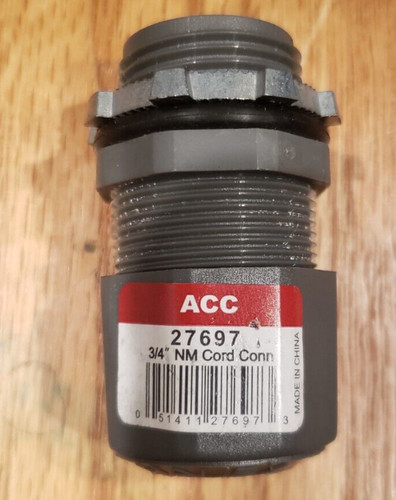 ACC
27697
3/4" NM Cord Conn
MADE IN CHINA
0 51411 27697 3